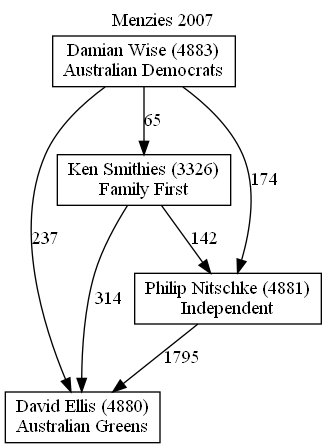 Menzies 2007
Damian Wise (4883)
Australian Democrats
65
Ken Smithies (3326)
Family First
174
237
142
314
Philip Nitschke (4881)
Independent
1795
David Ellis (4880)
Australian Greens